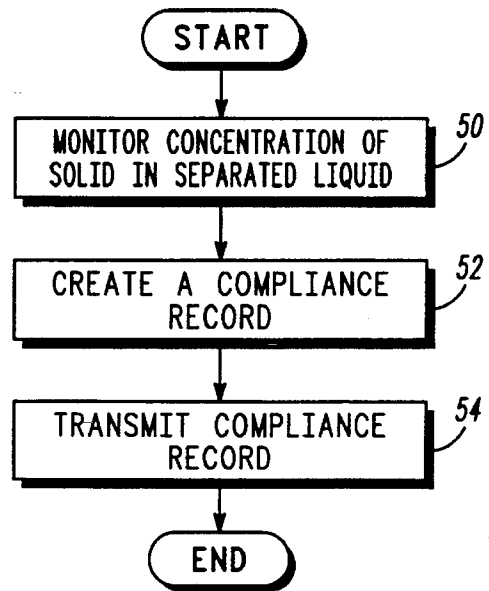 START
MONITOR CONCENTRATION OF
SOLID IN SEPARATED LIQUID
50
CREATE A COMPLIANCE
RECORD
52
TRANSMIT COMPLIANCE
RECORD
54
END